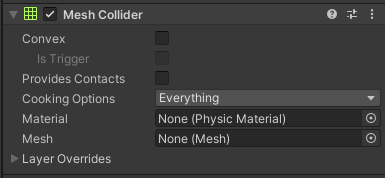 Mesh Collider
Convex
Is Trigger
Provides Contacts
Cooking Options Everything
Material None (Physic Material)
Mesh None (Mesh)
Layer Overrides